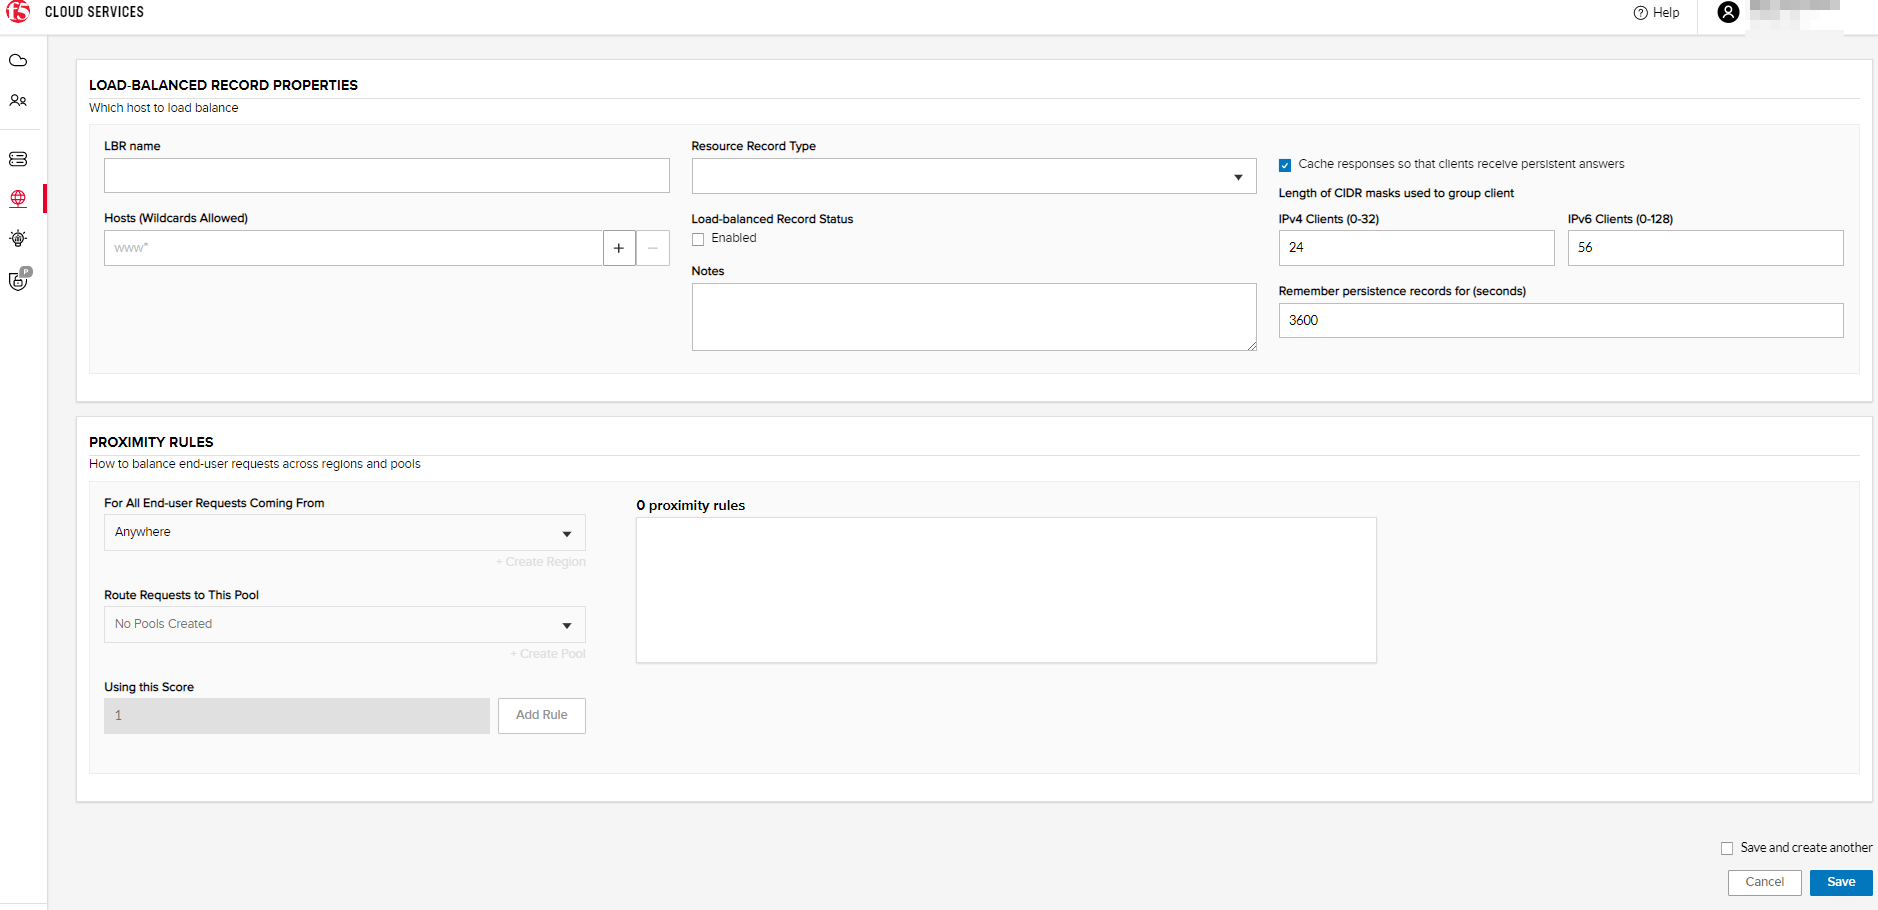 f5 CLOUD SERVICES
? Help
P
LOAD-BALANCED RECORD PROPERTIES
Which host to load balance
LBR name
Hosts (Wildcards Allowed)
www*
+ −
Resource Record Type
Load-balanced Record Status
Enabled
Notes
Cache responses so that clients receive persistent answers
Length of CIDR masks used to group client
IPv4 Clients (0-32) IPv6 Clients (0-128)
24 56
Remember persistence records for (seconds)
3600
PROXIMITY RULES
How to balance end-user requests across regions and pools
For All End-user Requests Coming From
Anywhere
+ Create Region
Route Requests to This Pool
No Pools Created
+ Create Pool
Using this Score
1 Add Rule
0 proximity rules
Save and create another
Cancel Save